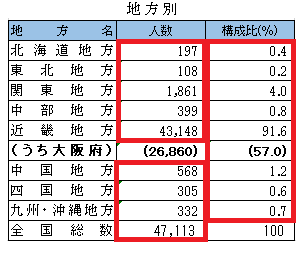 地方別
地方名 人数 構成比(%)
北海道地方 197 0.4
東北地方 108 0.2
関東地方 1,861 4.0
中部地方 399 0.8
近畿地方 43,148 91.6
(うち大阪府) (26,860) (57.0)
中国地方 568 1.2
四国地方 305 0.6
九州・沖縄地方 332 0.7
全国総数 47,113 100